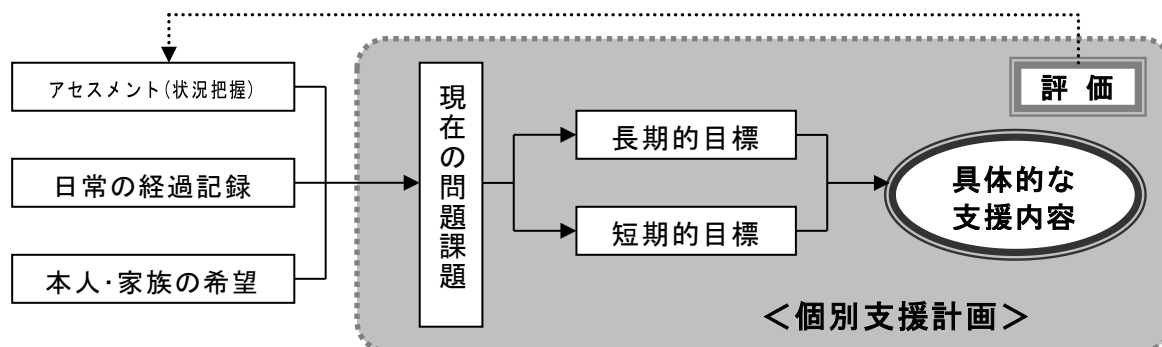 アセスメント(状況把握)
日常の経過記録
本人・家族の希望
現在の問題課題
長期的目標
短期的目標
評価
具体的な
支援内容
＜個別支援計画＞